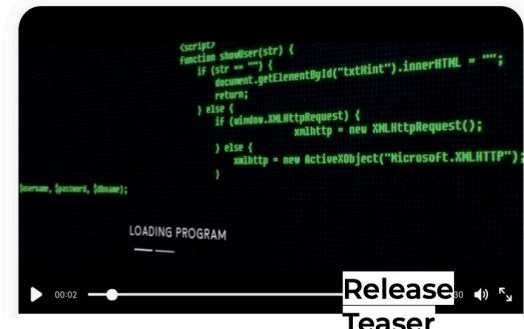 <script>
function showUser(str) {
if (str == "") {
document.getElementById("txtHint").innerHTML = "";
return;
} else {
if (window.XMLHttpRequest) {
xmlhttp = new XMLHttpRequest();
} else {
xmlhttp = new ActiveXObject("Microsoft.XMLHTTP");
}
$username, $password, $dbname);
LOADING PROGRAM
00:02
30
Release
Teaser